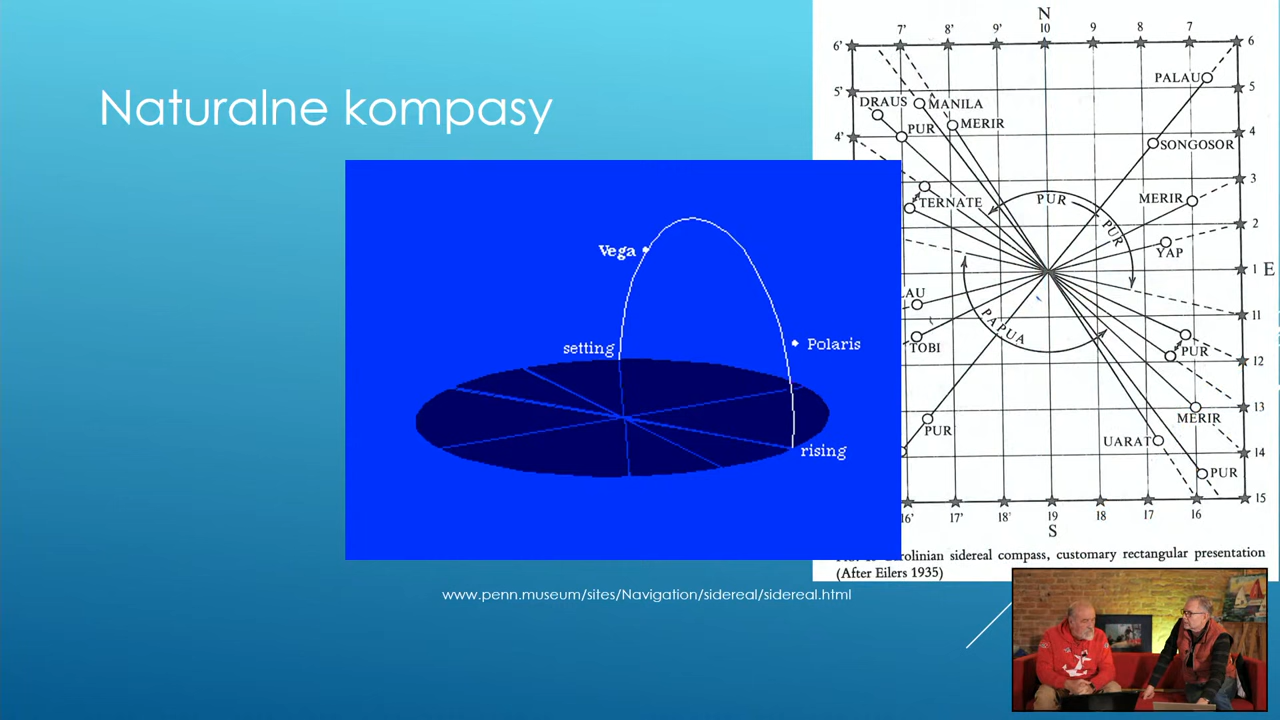 Naturalne kompasy
N
7' 8' 9' 10 9 8 7
6' 6
PALAU
5' 5
DRAUS MANILA
PUR MERIR
4' 4
SONGOSOR
3
TERNATE PUR MERIR
PUR
2
YAP
1 E
LAU
11
PAPUA
TOBI PUR
12
MERIR 13
PUR
UARAT
14
PUR
15
16' 17' 18' 19 18 17 16
S
Vega
Polaris
setting
rising
rolinian sidereal compass, customary rectangular presentation
(After Eilers 1935)
www.penn.museum/sites/Navigation/sidereal/sidereal.html